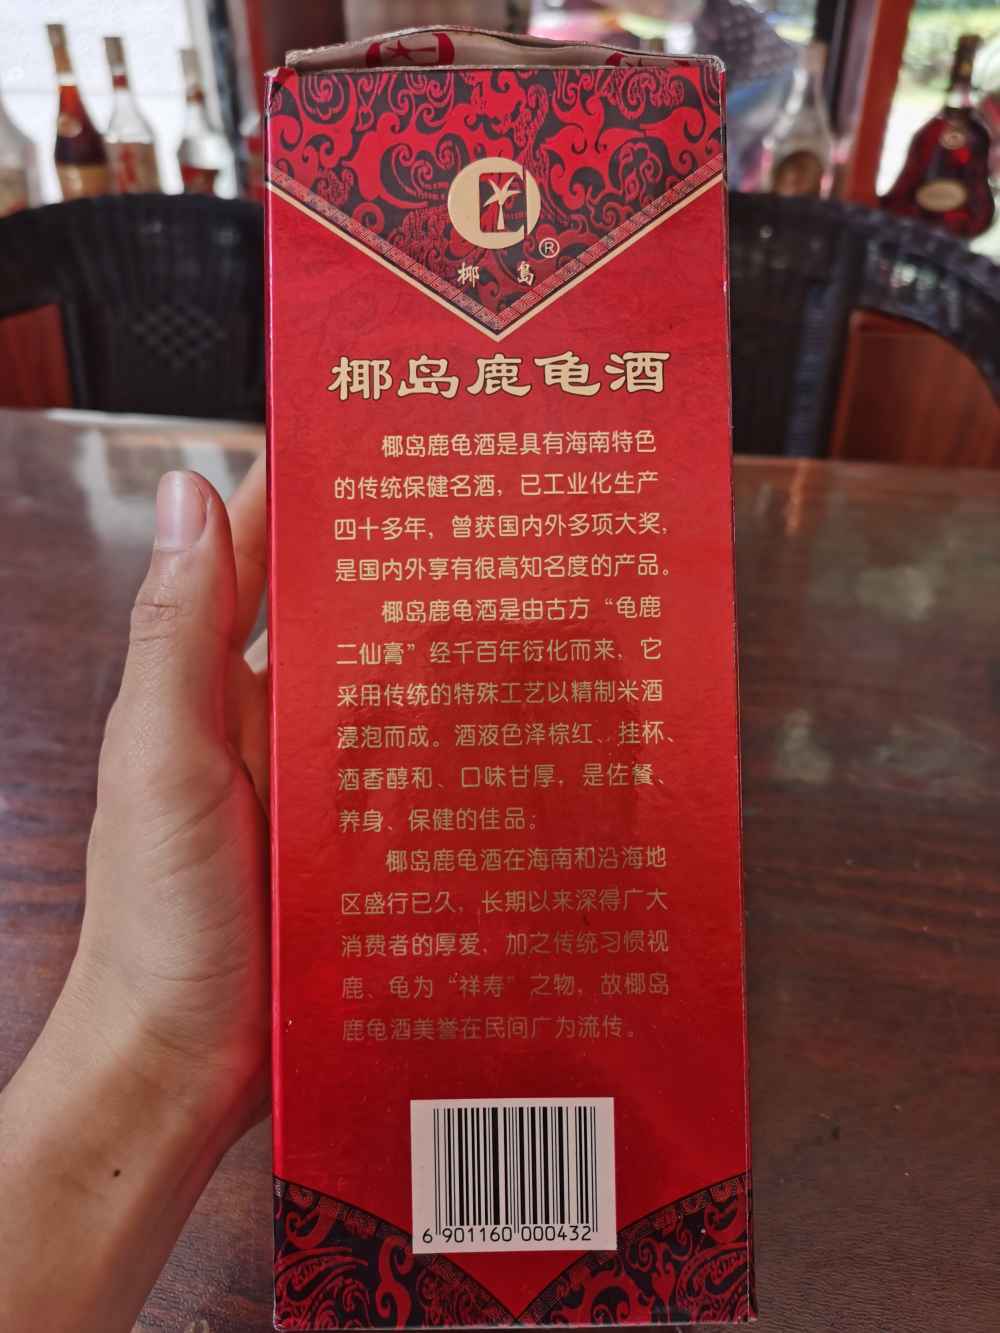 ®
椰 島
椰岛鹿龟酒
椰岛鹿龟酒是具有海南特色
的传统保健名酒，已工业化生产
四十多年，曾获国内外多项大奖，
是国内外享有很高知名度的产品。
椰岛鹿龟酒是由古方“龟鹿
二仙膏”经千百年衍化而来，它
采用传统的特殊工艺以精制米酒
浸泡而成。酒液色泽棕红、挂杯、
酒香醇和、口味甘厚，是佐餐、
养身、保健的佳品；
椰岛鹿龟酒在海南和沿海地
区盛行已久，长期以来深得广大
消费者的厚爱，加之传统习惯视
鹿、龟为“祥寿”之物，故椰岛
鹿龟酒美誉在民间广为流传。
6 901160 000432